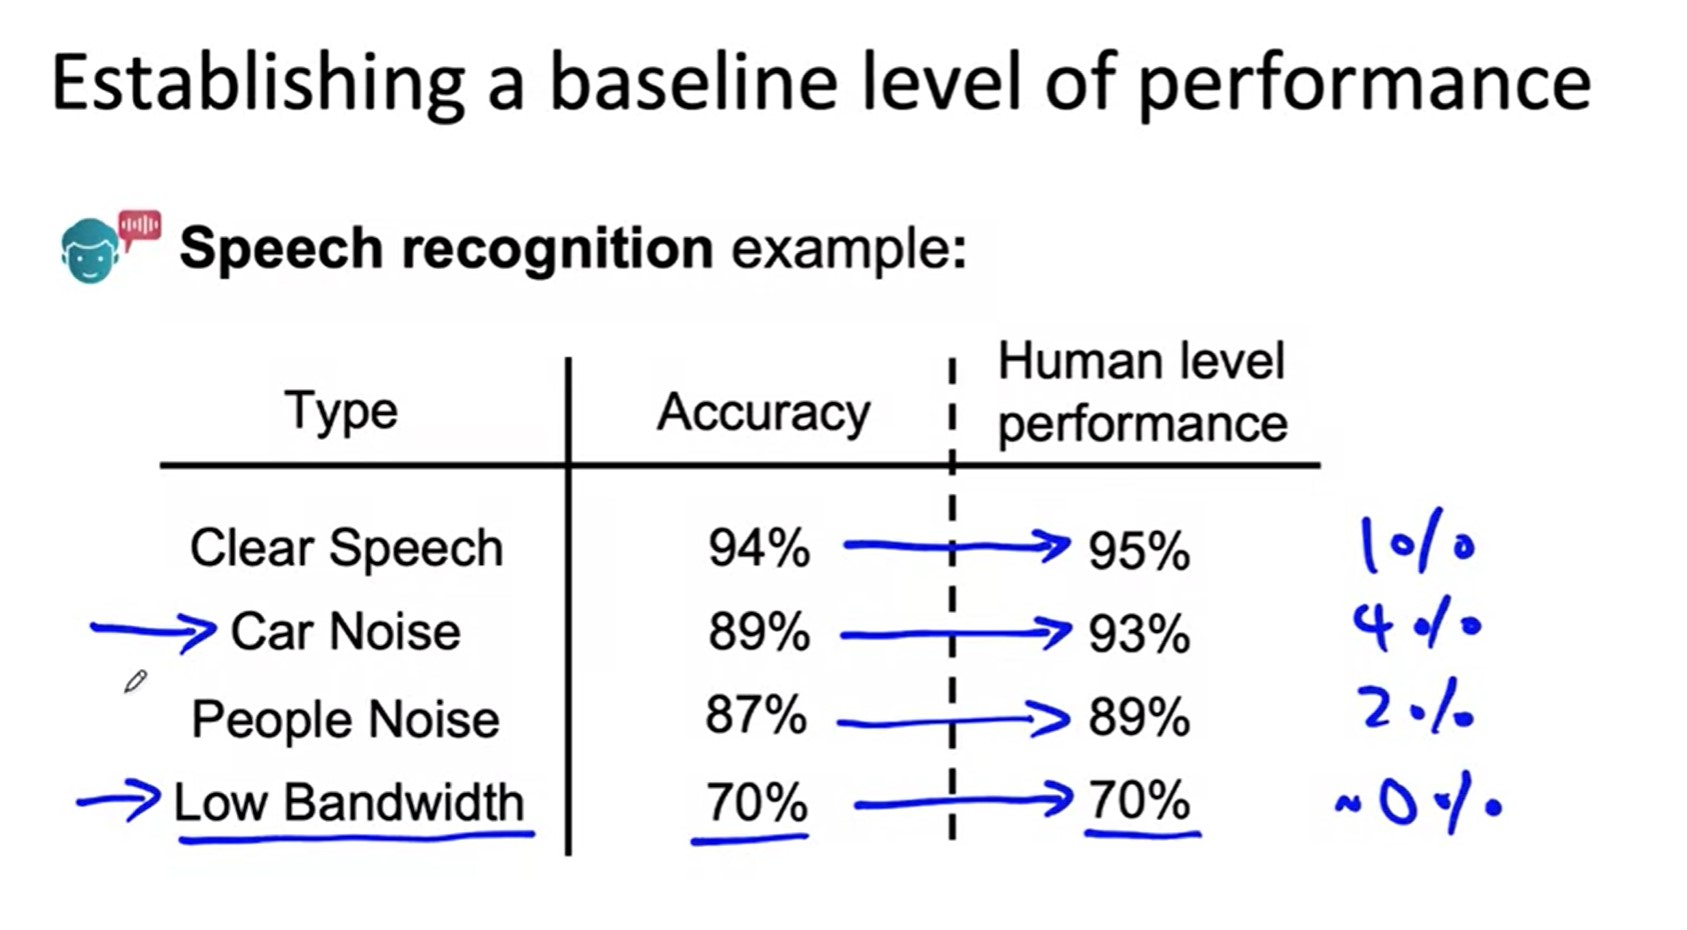 Establishing a baseline level of performance
Speech recognition example:
Type Accuracy Human level performance
Clear Speech 94% 95% 1%
Car Noise 89% 93% 4%
People Noise 87% 89% 2%
Low Bandwidth 70% 70% ~0%